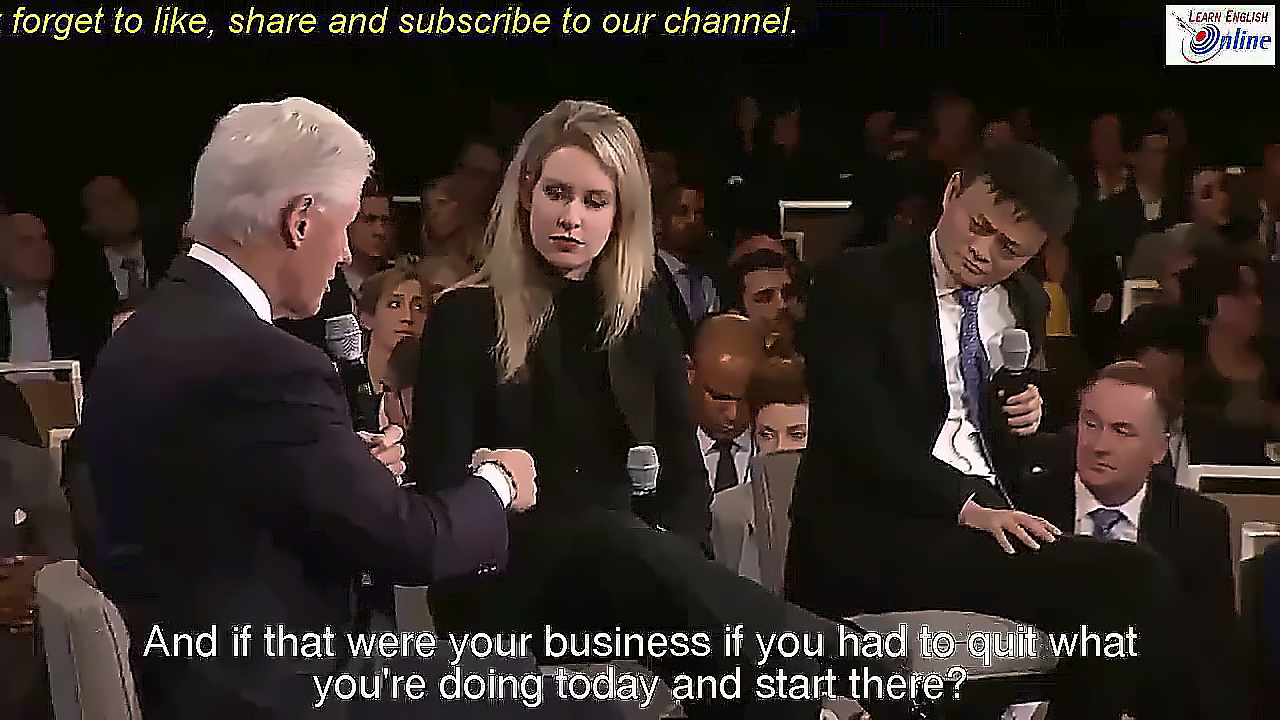 forget to like, share and subscribe to our channel.
LEARN ENGLISH
Online
And if that were your business if you had to quit what
you're doing today and start there?